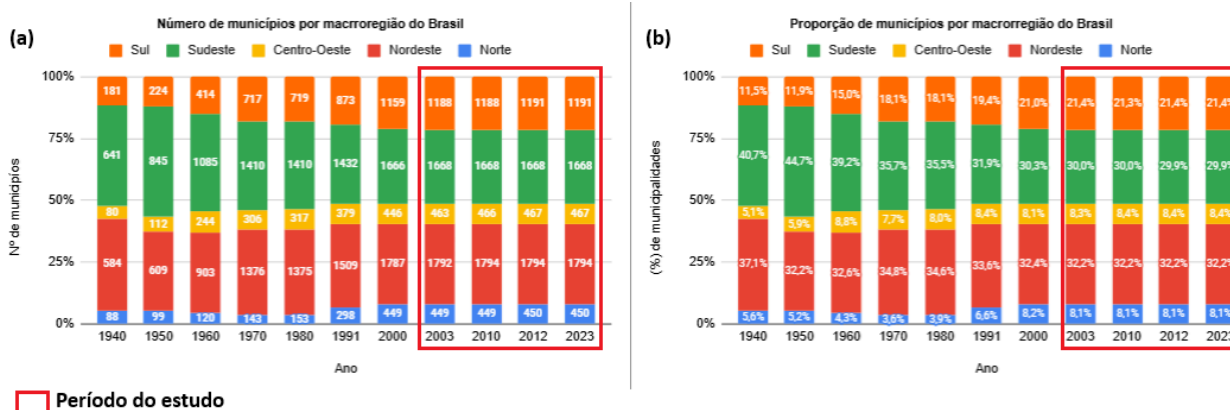 (a)
Número de municípios por macrroregião do Brasil
Sul Sudeste Centro-Oeste Nordeste Norte
Nº de municípios
100%
75%
50%
25%
0%
181 224 414 717 719 873 1159 1188 1188 1191 1191
641 845 1085 1410 1410 1432 1666 1668 1668 1668 1668
80 112 244 306 317 379 446 463 466 467 467
584 609 903 1376 1375 1509 1787 1792 1794 1794 1794
88 99 120 143 153 298 449 449 449 450 450
1940 1950 1960 1970 1980 1991 2000 2003 2010 2012 2023
Ano
(b)
Proporção de municípios por macrorregião do Brasil
Sul Sudeste Centro-Oeste Nordeste Norte
(%) de municipalidades
100%
75%
50%
25%
0%
11,5% 11,9% 15,0% 18,1% 18,1% 19,4% 21,0% 21,4% 21,3% 21,4% 21,4%
40,7% 44,7% 39,2% 35,7% 35,5% 31,9% 30,3% 30,0% 30,0% 29,9% 29,9%
5,1% 5,9% 8,8% 7,7% 8,0% 8,4% 8,1% 8,3% 8,4% 8,4% 8,4%
37,1% 32,2% 32,6% 34,8% 34,6% 33,6% 32,4% 32,2% 32,2% 32,2% 32,2%
5,6% 5,2% 4,3% 3,6% 3,9% 6,6% 8,2% 8,1% 8,1% 8,1% 8,1%
1940 1950 1960 1970 1980 1991 2000 2003 2010 2012 2023
Ano
Período do estudo